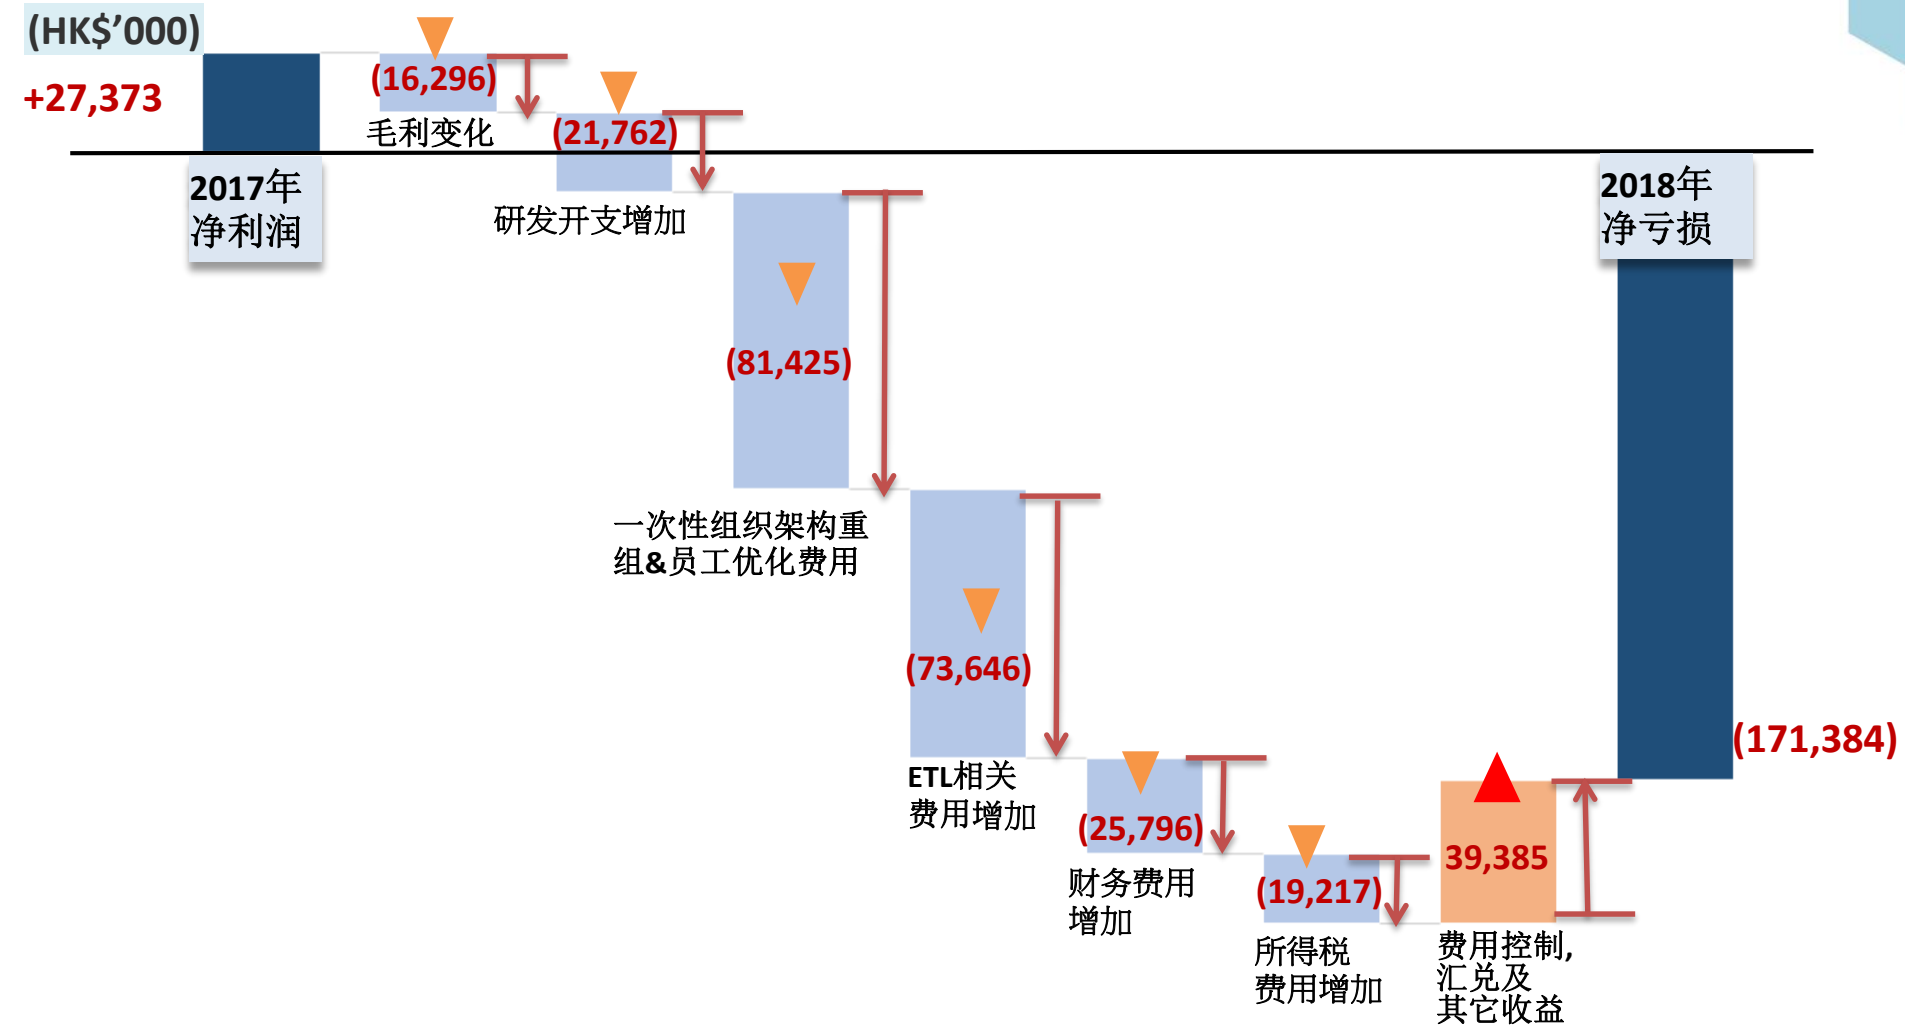 (HK$’000)
+27,373
2017年
净利润
(16,296)
毛利变化
(21,762)
研发开支增加
(81,425)
一次性组织架构重
组&员工优化费用
(73,646)
ETL相关
费用增加
(25,796)
财务费用
增加
(19,217)
所得税
费用增加
39,385
费用控制,
汇兑及
其它收益
2018年
净亏损
(171,384)